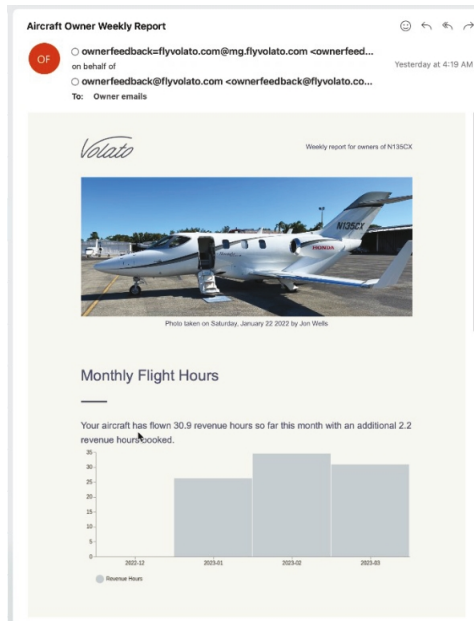 Aircraft Owner Weekly Report
OF
ownerfeedback=flyvolato.com@mg.flyvolato.com <ownerfeed...
on behalf of
ownerfeedback@flyvolato.com <ownerfeedback@flyvolato.co...
Yesterday at 4:19 AM
To: Owner emails
Volato
Weekly report for owners of N135CX
N135CX
HONDA
Photo taken on Saturday, January 22 2022 by Jon Wells
Monthly Flight Hours
Your aircraft has flown 30.9 revenue hours so far this month with an additional 2.2
revenue hours booked.
35
30
25
20
15
10
5
0
2022-12 2023-01 2023-02 2023-03
Revenue Hours